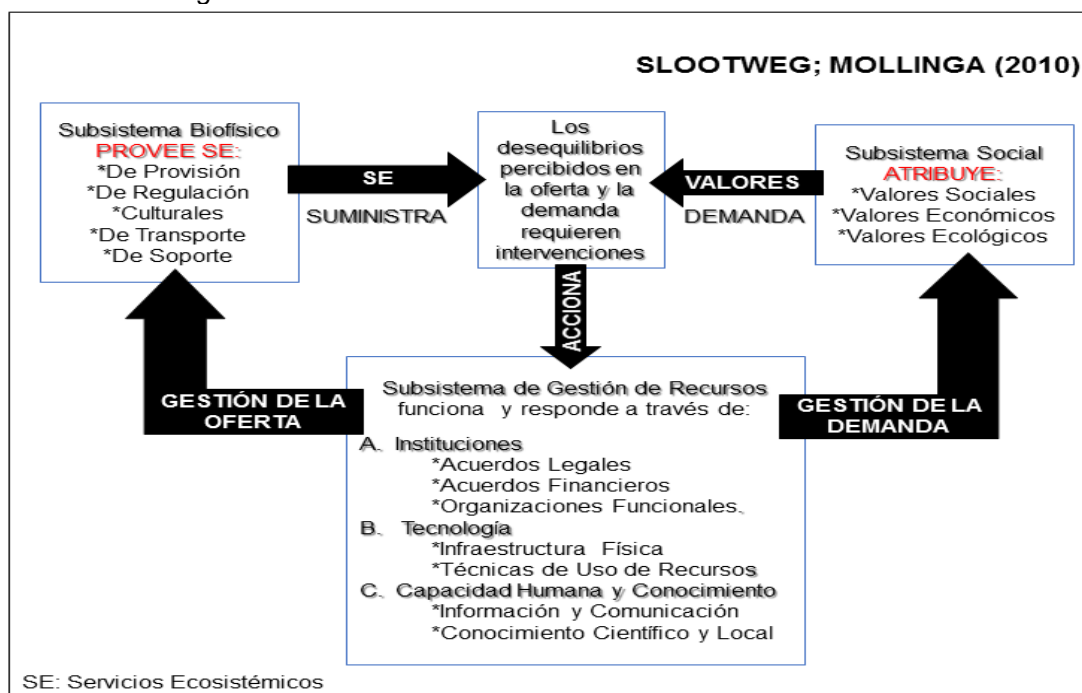 SLOOTWEG; MOLLINGA (2010)
Subsistema Biofísico
PROVEE SE:
*De Provisión
*De Regulación
*Culturales
*De Transporte
*De Soporte
SE
SUMINISTRA
Los
desequilibrios
percibidos en
la oferta y la
demanda
requieren
intervenciones
VALORES
DEMANDA
Subsistema Social
ATRIBUYE:
*Valores Sociales
*Valores Económicos
*Valores Ecológicos
ACCIONA
GESTIÓN DE LA
OFERTA
Subsistema de Gestión de Recursos
funciona y responde a través de:
A. Instituciones
*Acuerdos Legales
*Acuerdos Financieros
*Organizaciones Funcionales.
B. Tecnología
*Infraestructura Física
*Técnicas de Uso de Recursos
C. Capacidad Humana y Conocimiento
*Información y Comunicación
*Conocimiento Científico y Local
GESTIÓN DE LA
DEMANDA
SE: Servicios Ecosistémicos